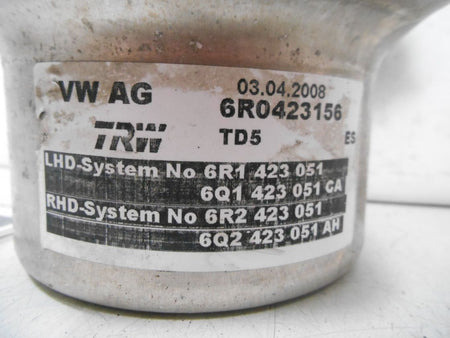 VW AG 03.04.2008
6R0423156
TRW TD5 ES
LHD-System No 6R1 423 051
6Q1 423 051 CA
RHD-System No 6R2 423 051
6Q2 423 051 AH